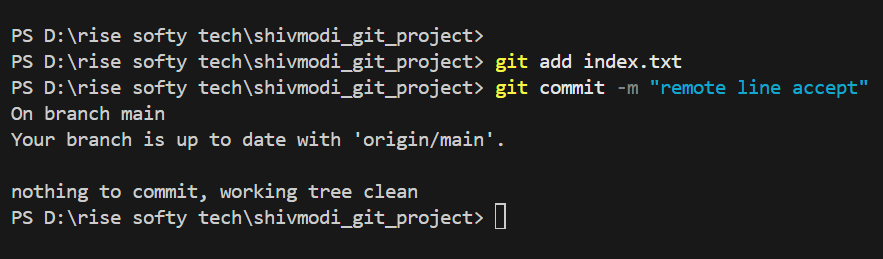 PS D:\rise softy tech\shivmodi_git_project>
PS D:\rise softy tech\shivmodi_git_project> git add index.txt
PS D:\rise softy tech\shivmodi_git_project> git commit -m "remote line accept"
On branch main
Your branch is up to date with 'origin/main'.
nothing to commit, working tree clean
PS D:\rise softy tech\shivmodi_git_project>